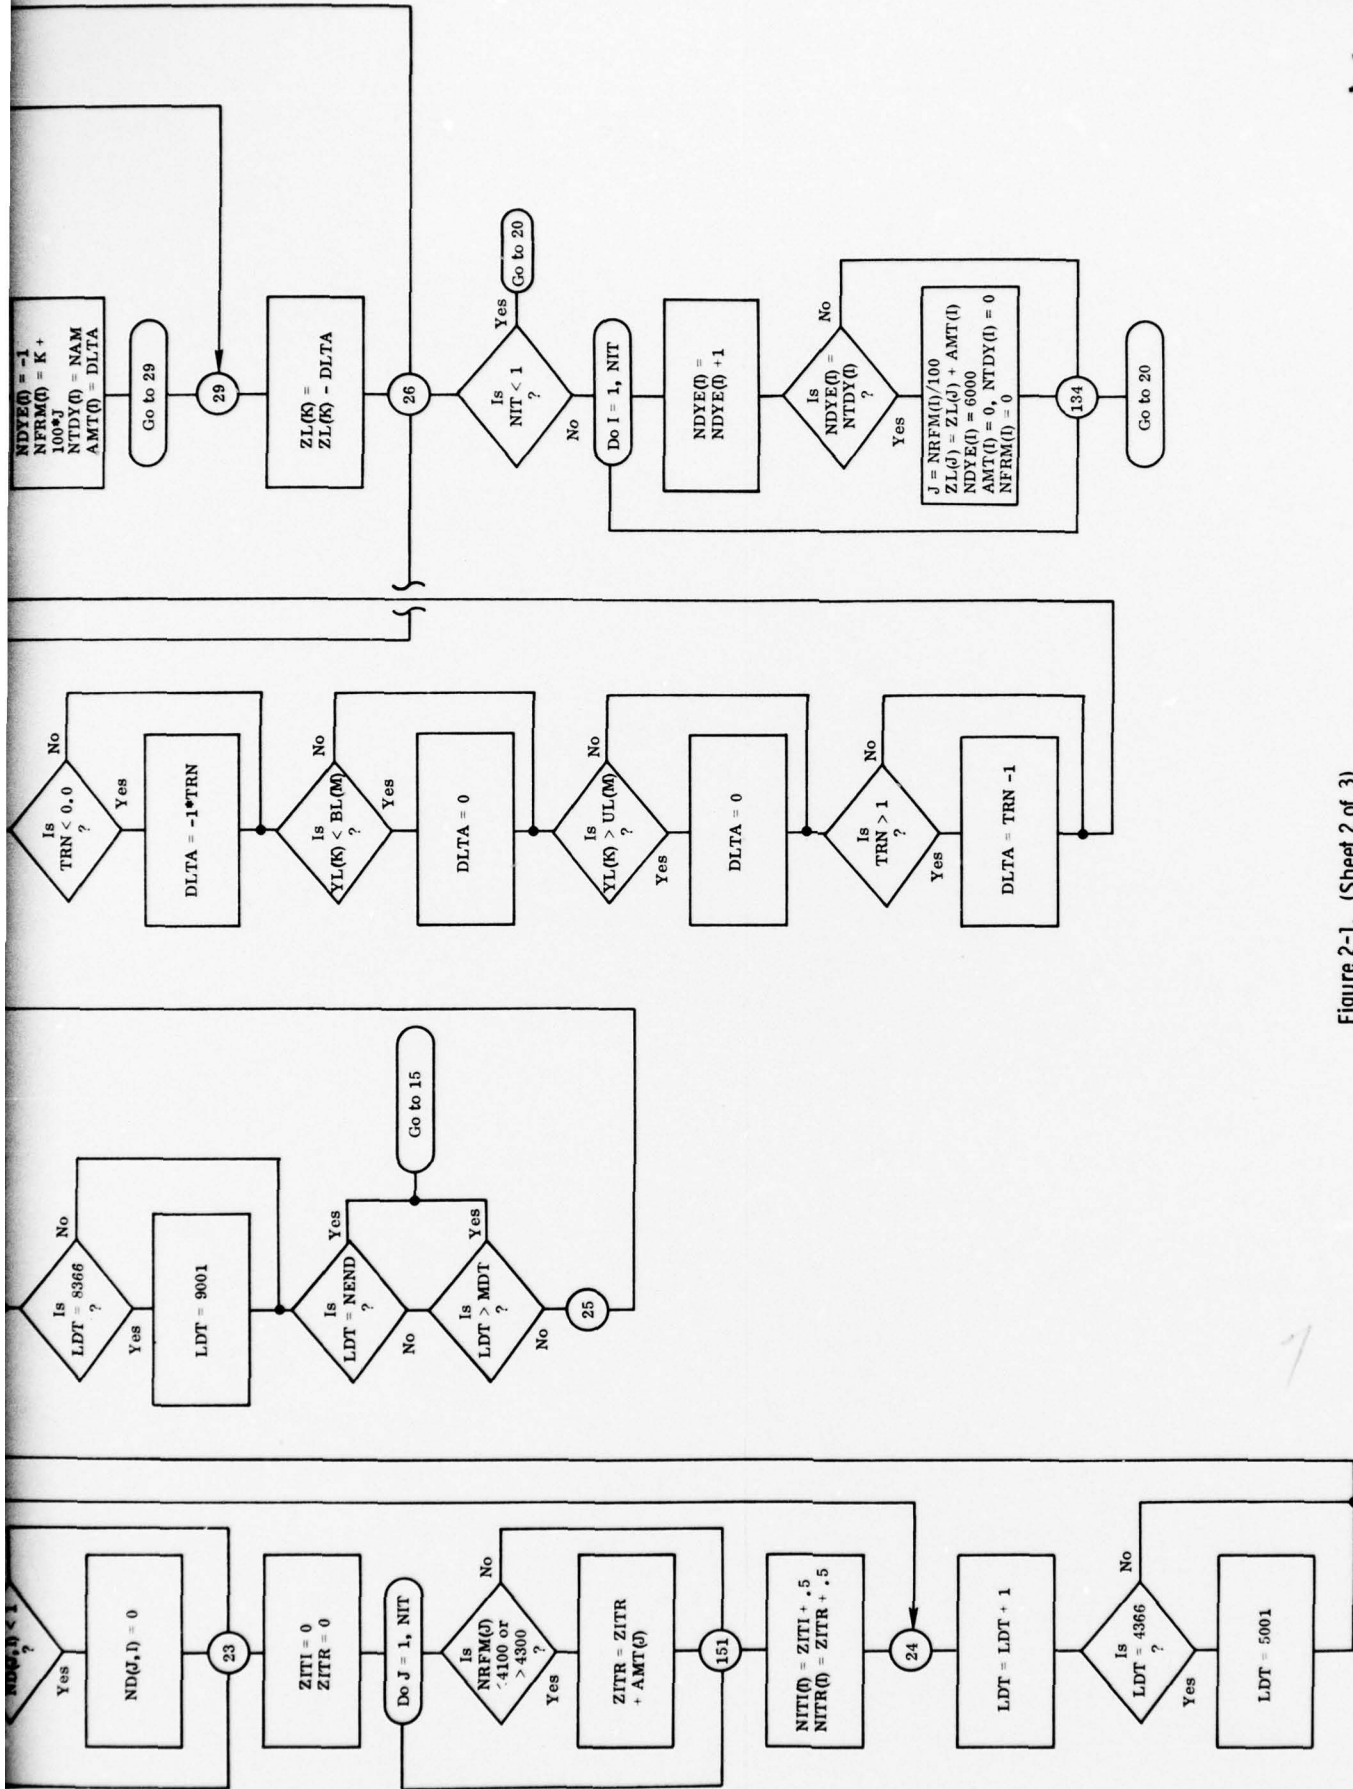 ND(J,I) < 1
?
Yes
ND(J,I) = 0
23
ZITI = 0
ZITR = 0
Do J = 1, NIT
Is
NRFM(J)
<4100 or
>4300
?
No
Yes
ZITR = ZITR
+ AMT(J)
151
NITI(I) = ZITI + .5
NITR(I) = ZITR + .5
24
LDT = LDT + 1
Is
LDT = 4366
?
No
Yes
LDT = 5001
Is
LDT = 8366
?
No
Yes
LDT = 9001
Is
LDT = NEND
?
Yes
No
Go to 15
Is
LDT > MDT
?
Yes
No
25
Is
TRN < 0.0
?
No
Yes
DLTA = -1*TRN
Is
YL(K) < BL(M)
?
No
Yes
DLTA = 0
Is
YL(K) > UL(M)
?
No
Yes
DLTA = 0
Is
TRN > 1
?
No
Yes
DLTA = TRN -1
NDYE(I) = -1
NFRM(I) = K +
100*J
NTDY(I) = NAM
AMT(I) = DLTA
Go to 29
29
ZL(K) =
ZL(K) - DLTA
26
Is
NIT < 1
?
Yes
Go to 20
No
Do I = 1, NIT
NDYE(I) =
NDYE(I) +1
Is
NDYE(I) =
NTDY(I)
?
No
Yes
J = NRFM(I)/100
ZL(J) = ZL(J) + AMT(I)
NDYE(I) = 6000
AMT(I) = 0, NTDY(I) = 0
NFRM(I) = 0
134
Go to 20
Figure 2-1. (Sheet 2 of 3)